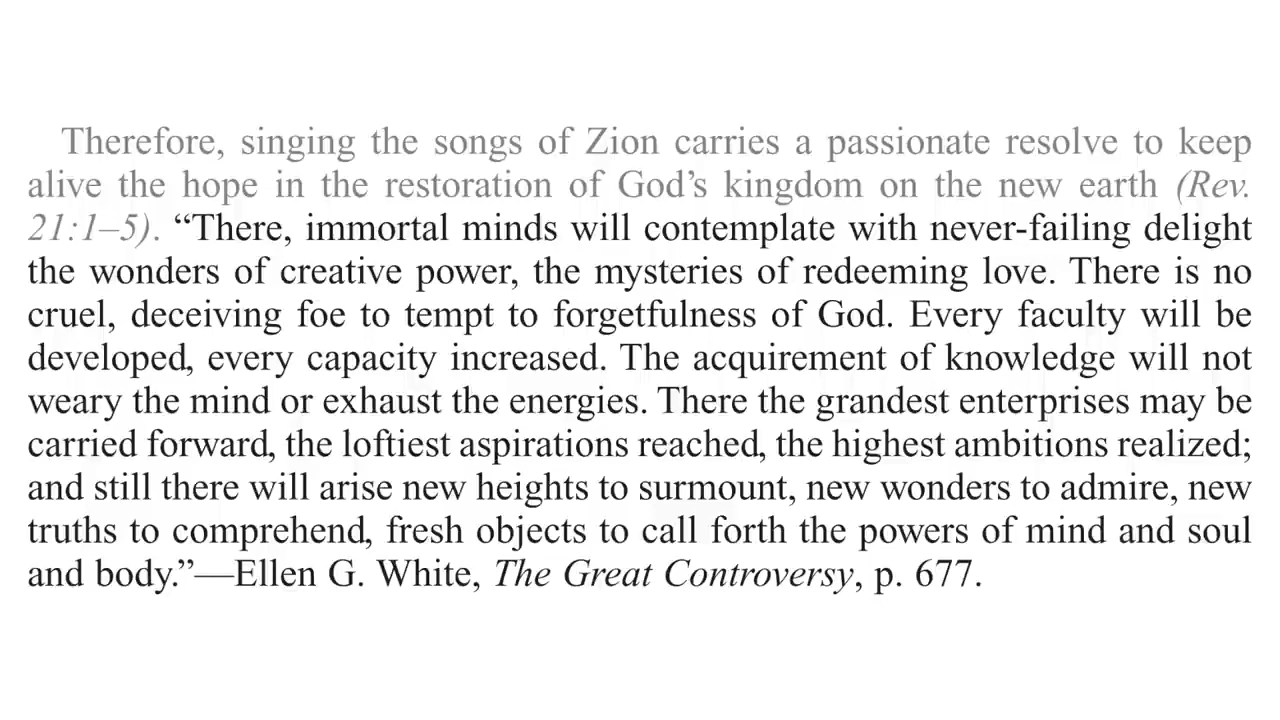 Therefore, singing the songs of Zion carries a passionate resolve to keep
alive the hope in the restoration of God’s kingdom on the new earth (Rev.
21:1–5). “There, immortal minds will contemplate with never-failing delight
the wonders of creative power, the mysteries of redeeming love. There is no
cruel, deceiving foe to tempt to forgetfulness of God. Every faculty will be
developed, every capacity increased. The acquirement of knowledge will not
weary the mind or exhaust the energies. There the grandest enterprises may be
carried forward, the loftiest aspirations reached, the highest ambitions realized;
and still there will arise new heights to surmount, new wonders to admire, new
truths to comprehend, fresh objects to call forth the powers of mind and soul
and body.”—Ellen G. White, The Great Controversy, p. 677.